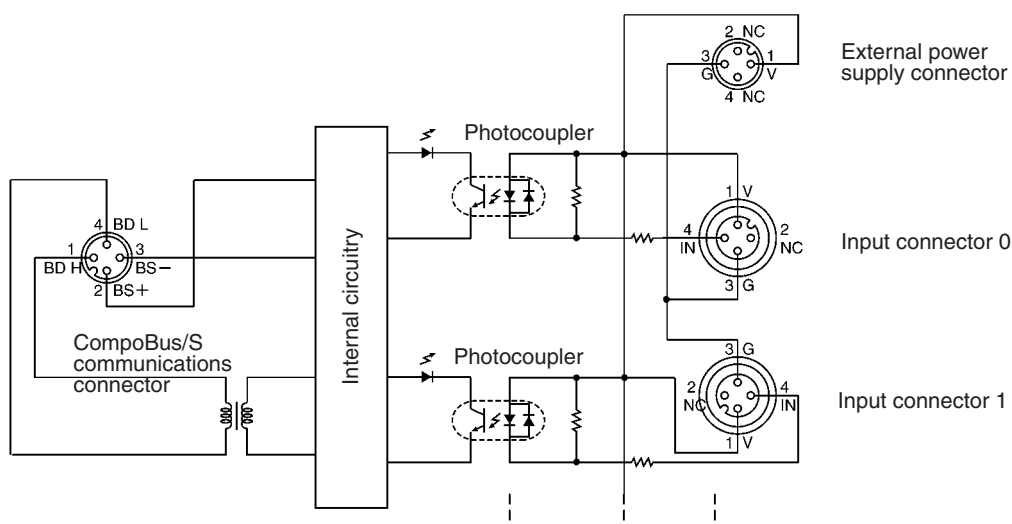 2 NC
3
1
G
V
4 NC
External power
supply connector
Photocoupler
1 V
4
IN
2
NC
3 G
Input connector 0
4 BD L
1
3
BD H
BS−
2 BS+
CompoBus/S
communications
connector
Internal circuitry
Photocoupler
3 G
2
NC
4
IN
1 V
Input connector 1